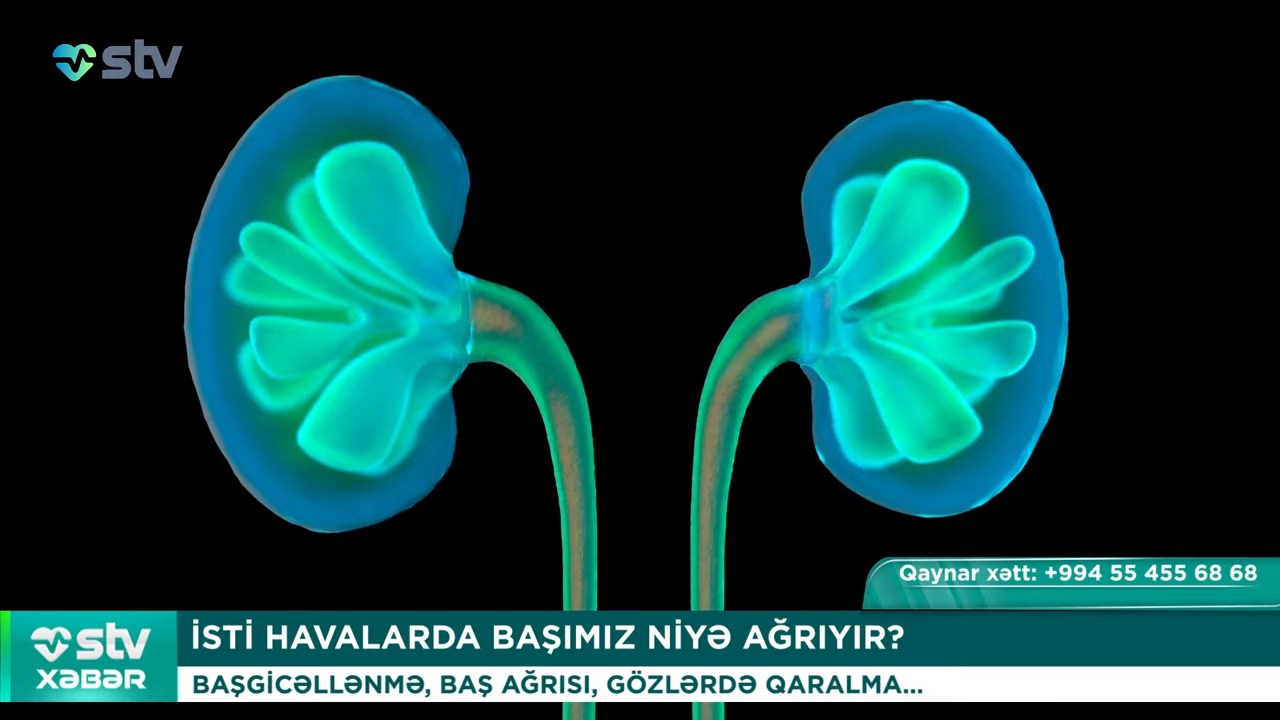 stv
Qaynar xətt: +994 55 455 68 68
stv
XƏBƏR
İSTİ HAVALARDA BAŞIMIZ NİYƏ AĞRIYIR?
BAŞGİCƏLLƏNMƏ, BAŞ AĞRISI, GÖZLƏRDƏ QARALMA...